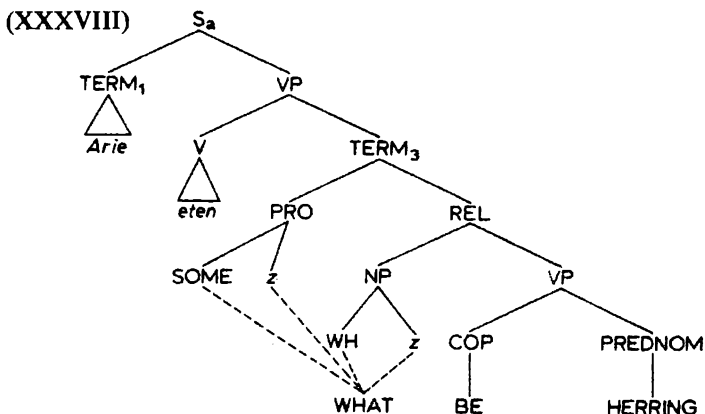 (XXXVIII) Sa
TERM1 VP
Arie V TERM3
eten PRO REL
SOME z NP VP
WH z COP PREDNOM
WHAT BE HERRING